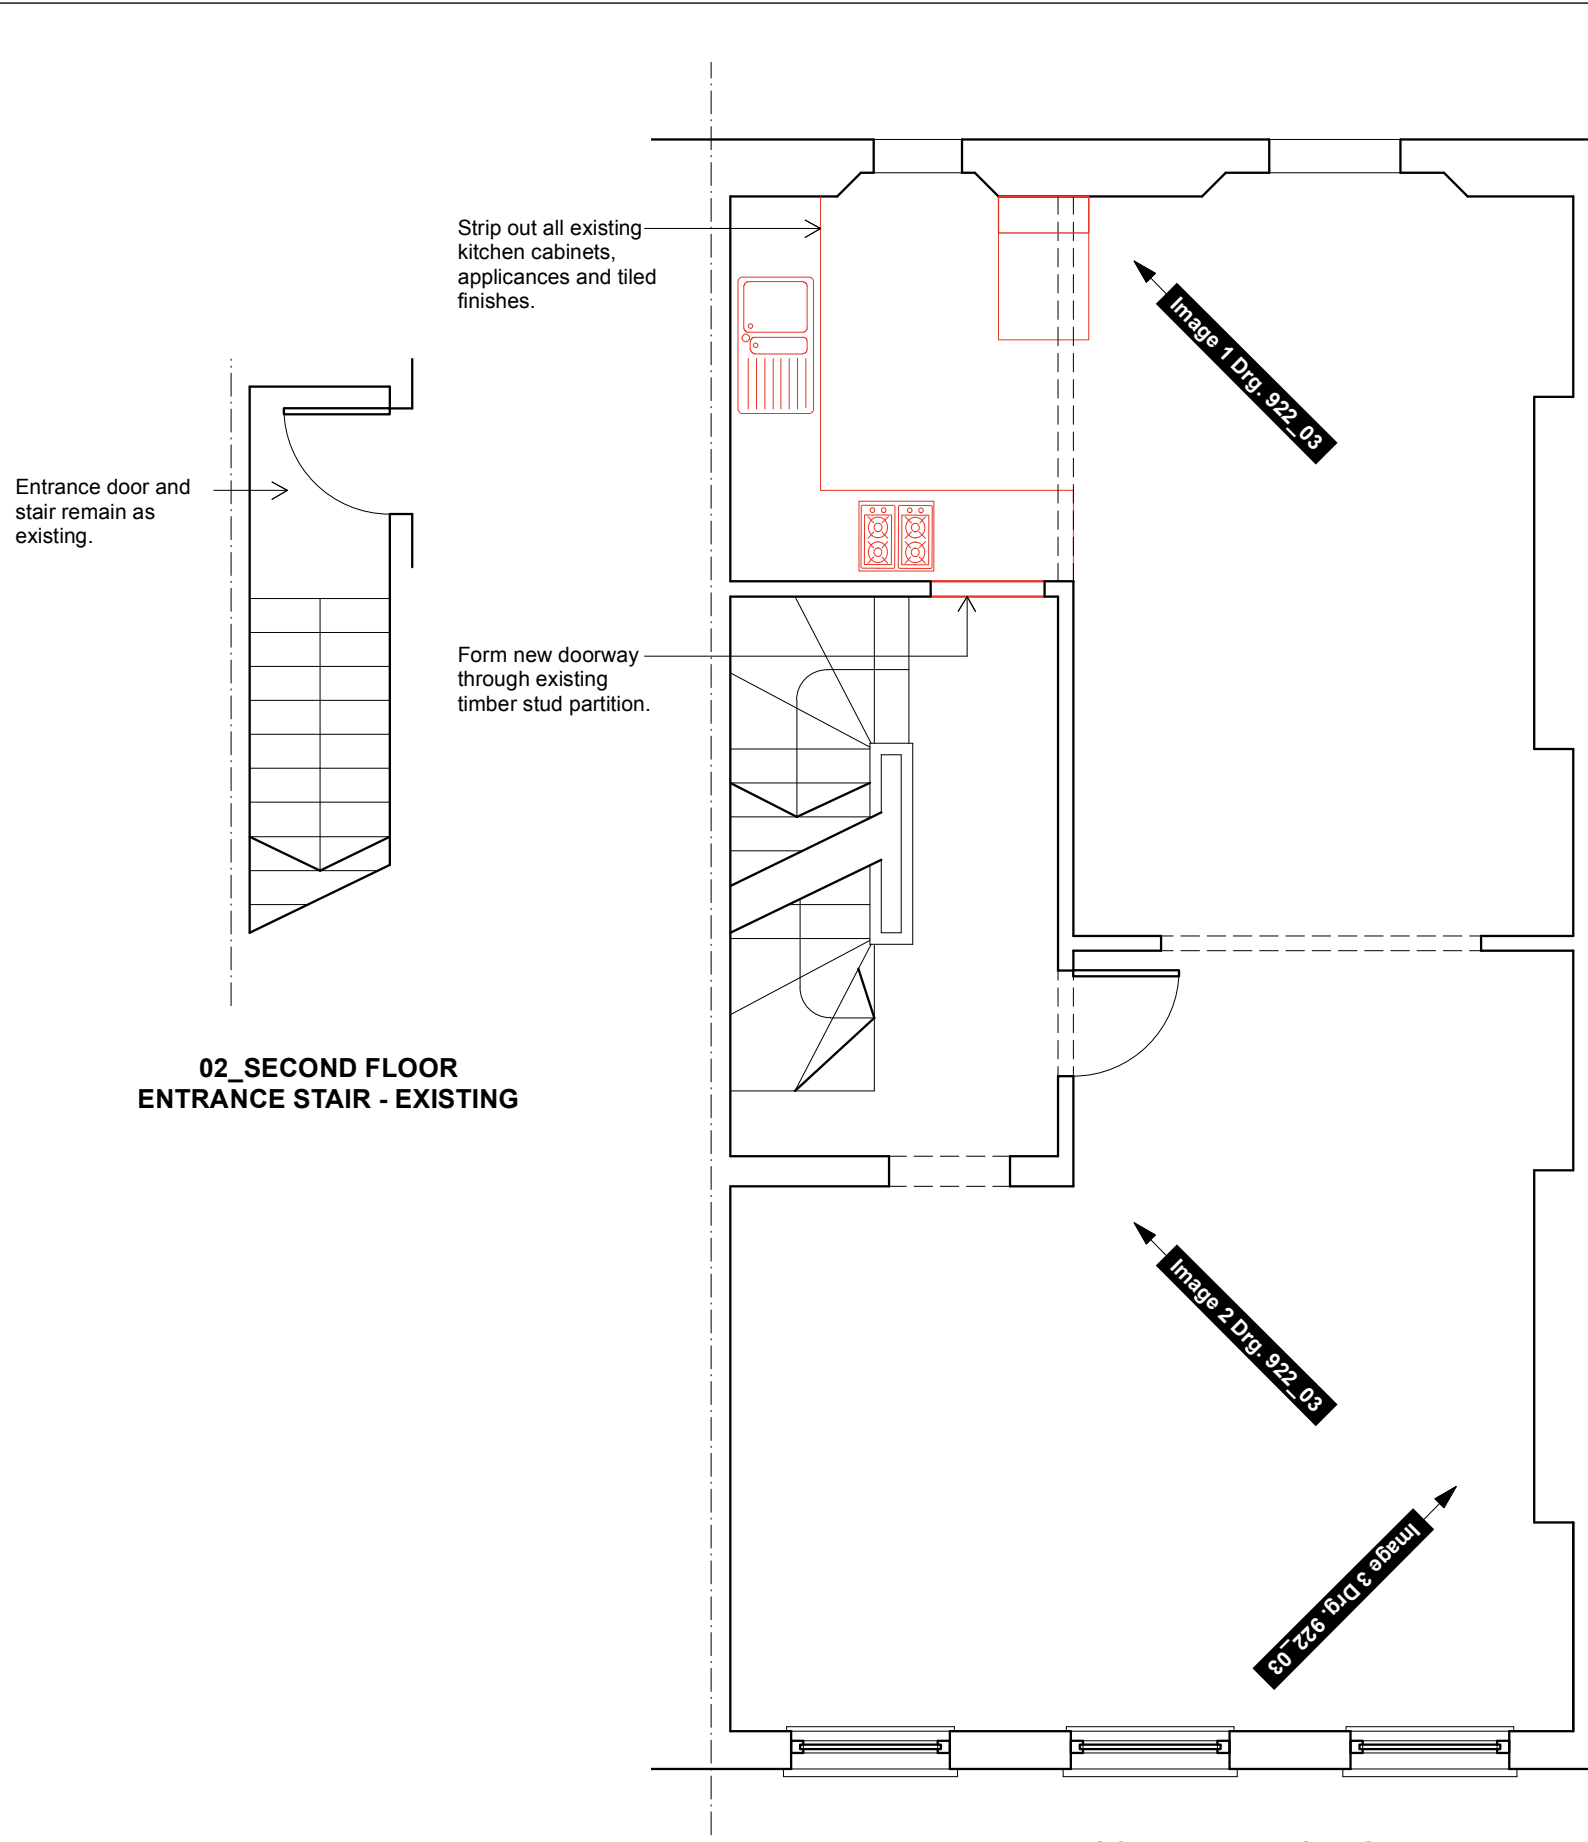 Strip out all existing
kitchen cabinets,
applicances and tiled
finishes.
Image 1 Drg. 922_03
Entrance door and
stair remain as
existing.
Form new doorway
through existing
timber stud partition.
02_SECOND FLOOR
ENTRANCE STAIR - EXISTING
Image 2 Drg. 922_03
Image 3 Drg. 922_03